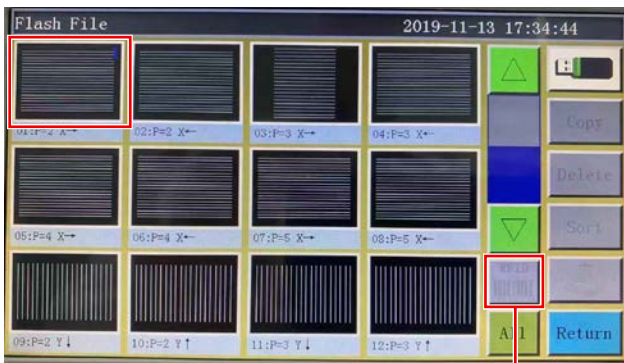 Flash File 2019-11-13 17:34:44
01:P=2 X→ 02:P=2 X← 03:P=3 X→ 04:P=3 X←
Copy
Delete
05:P=4 X→ 06:P=4 X← 07:P=5 X→ 08:P=5 X←
Sort
RFID
09:P=2 Y↓ 10:P=2 Y↑ 11:P=3 Y↓ 12:P=3 Y↑
All Return